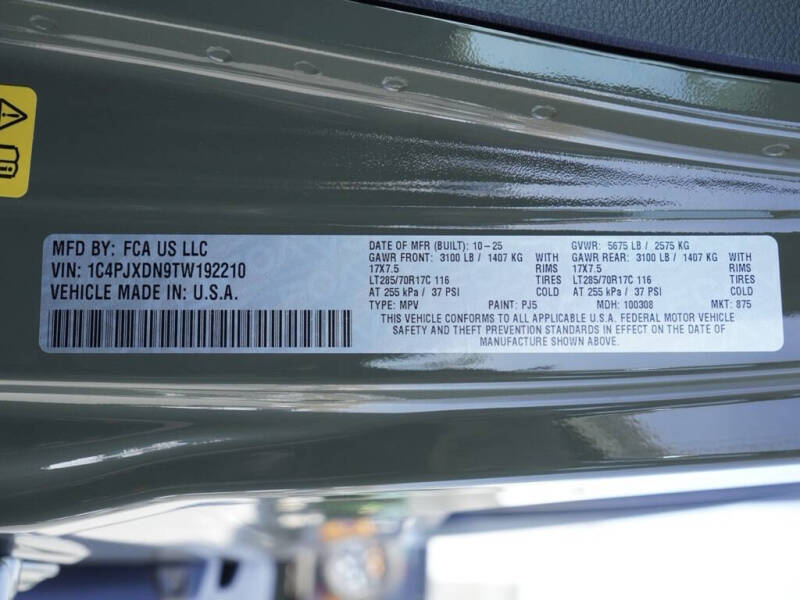 MFD BY: FCA US LLC
VIN: 1C4PJXDN9TW192210
VEHICLE MADE IN: U.S.A.
DATE OF MFR (BUILT): 10-25
GVWR: 5675 LB / 2575 KG
GAWR FRONT: 3100 LB / 1407 KG WITH
17X7.5 RIMS
LT285/70R17C 116 TIRES
AT 255 kPa / 37 PSI COLD
GAWR REAR: 3100 LB / 1407 KG WITH
17X7.5 RIMS
LT285/70R17C 116 TIRES
AT 255 kPa / 37 PSI COLD
TYPE: MPV PAINT: PJ5 MDH: 100308 MKT: 875
THIS VEHICLE CONFORMS TO ALL APPLICABLE U.S.A. FEDERAL MOTOR VEHICLE
SAFETY AND THEFT PREVENTION STANDARDS IN EFFECT ON THE DATE OF
MANUFACTURE SHOWN ABOVE.